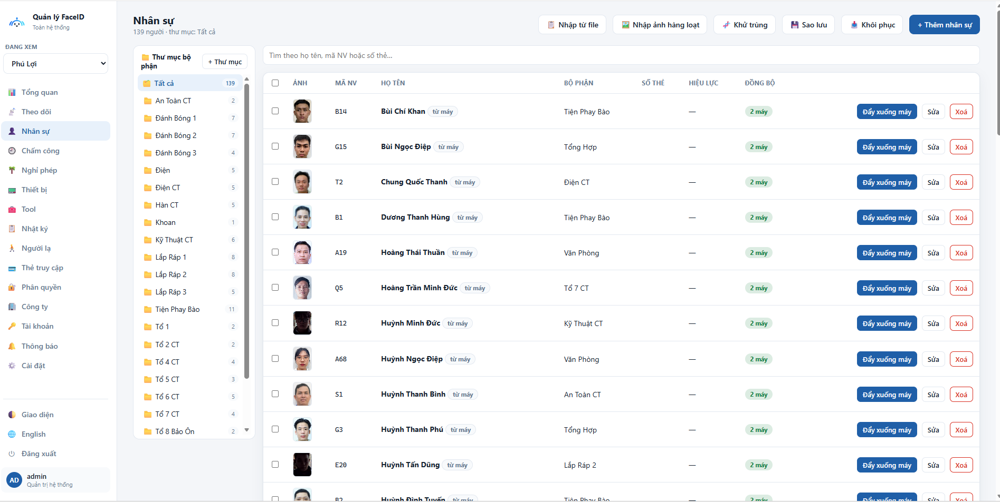 Quản lý FaceID
Toàn hệ thống
ĐANG XEM
Phú Lợi
Tổng quan
Theo dõi
Nhân sự
Chấm công
Nghỉ phép
Thiết bị
Tool
Nhật ký
Người lạ
Thẻ truy cập
Phân quyền
Công ty
Tài khoản
Thông báo
Cài đặt
Giao diện
English
Đăng xuất
AD
admin
Quản trị hệ thống
Nhân sự
139 người · thư mục: Tất cả
Nhập từ file
Nhập ảnh hàng loạt
Khử trùng
Sao lưu
Khôi phục
+ Thêm nhân sự
Thư mục bộ phận
+ Thư mục
Tất cả 139
An Toàn CT 2
Đánh Bóng 1 7
Đánh Bóng 2 7
Đánh Bóng 3 4
Điện 5
Điện CT 5
Hàn CT 5
Khoan 1
Kỹ Thuật CT 6
Lắp Ráp 1 8
Lắp Ráp 2 8
Lắp Ráp 3 5
Tiện Phay Bào 11
Tổ 1 2
Tổ 2 CT 2
Tổ 4 CT 4
Tổ 5 CT 3
Tổ 6 CT 5
Tổ 7 CT 4
Tổ 8 Bảo Ôn 2
Tìm theo họ tên, mã NV hoặc số thẻ...
ẢNH MÃ NV HỌ TÊN BỘ PHẬN SỐ THẺ HIỆU LỰC ĐỒNG BỘ
B14 Bùi Chí Khan từ máy Tiện Phay Bào — 2 máy Đẩy xuống máy Sửa Xoá
G15 Bùi Ngọc Điệp từ máy Tổng Hợp — 2 máy Đẩy xuống máy Sửa Xoá
T2 Chung Quốc Thanh từ máy Điện CT — 2 máy Đẩy xuống máy Sửa Xoá
B1 Dương Thanh Hùng từ máy Tiện Phay Bào — 2 máy Đẩy xuống máy Sửa Xoá
A19 Hoàng Thái Thuần từ máy Văn Phòng — 2 máy Đẩy xuống máy Sửa Xoá
Q5 Hoàng Trần Minh Đức từ máy Tổ 7 CT — 2 máy Đẩy xuống máy Sửa Xoá
R12 Huỳnh Minh Đức từ máy Kỹ Thuật CT — 2 máy Đẩy xuống máy Sửa Xoá
A68 Huỳnh Ngọc Điệp từ máy Văn Phòng — 2 máy Đẩy xuống máy Sửa Xoá
S1 Huỳnh Thanh Bình từ máy An Toàn CT — 2 máy Đẩy xuống máy Sửa Xoá
G3 Huỳnh Thanh Phú từ máy Tổng Hợp — 2 máy Đẩy xuống máy Sửa Xoá
E20 Huỳnh Tấn Dũng từ máy Lắp Ráp 2 — 2 máy Đẩy xuống máy Sửa Xoá
B2 Huỳnh Đình Tuyến từ máy Tiện Phay Bào 2 máy Đẩy xuống máy Sửa Xoá